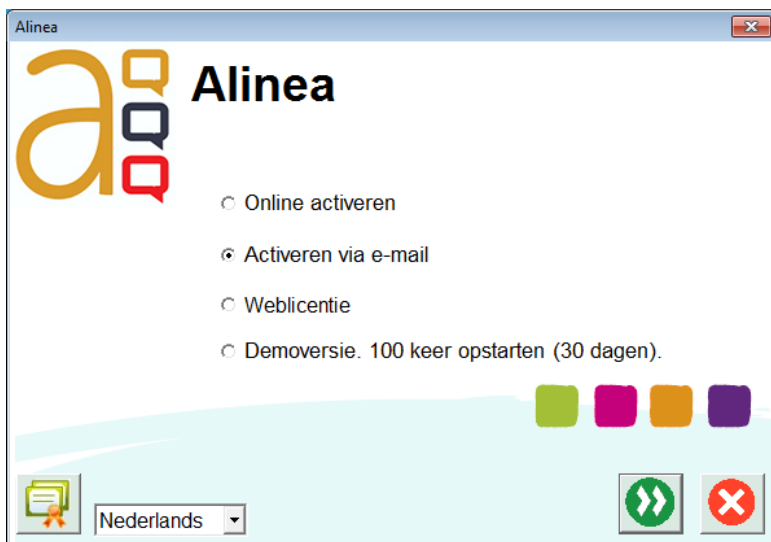 Alinea
Alinea
Online activeren
Activeren via e-mail
Weblicentie
Demoversie. 100 keer opstarten (30 dagen).
Nederlands